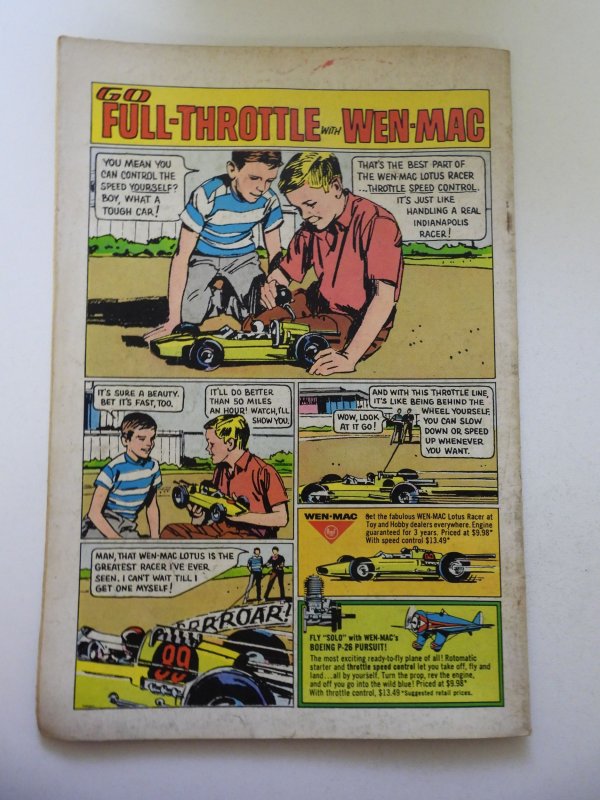 GO
FULL-THROTTLE WITH WEN-MAC
YOU MEAN YOU
CAN CONTROL THE
SPEED YOURSELF?
BOY, WHAT A
TOUGH CAR!
THAT'S THE BEST PART OF
THE WEN-MAC LOTUS RACER
...THROTTLE SPEED CONTROL.
IT'S JUST LIKE
HANDLING A REAL
INDIANAPOLIS
RACER!
IT'S SURE A BEAUTY.
BET IT'S FAST, TOO.
IT'LL DO BETTER
THAN 50 MILES
AN HOUR! WATCH, I'LL
SHOW YOU.
WOW, LOOK
AT IT GO!
AND WITH THIS THROTTLE LINE,
IT'S LIKE BEING BEHIND THE
WHEEL YOURSELF.
YOU CAN SLOW
DOWN OR SPEED
UP WHENEVER
YOU WANT.
MAN, THAT WEN-MAC LOTUS IS THE
GREATEST RACER I'VE EVER
SEEN. I CAN'T WAIT TILL I
GET ONE MYSELF!
RRRROAR!
99
WEN-MAC
Get the fabulous WEN-MAC Lotus Racer at
Toy and Hobby dealers everywhere. Engine
guaranteed for 3 years. Priced at $9.98*
With speed control $13.49*
FLY "SOLO" with WEN-MAC's
BOEING P-26 PURSUIT!
The most exciting ready-to-fly plane of all! Rotomatic
starter and throttle speed control let you take off, fly and
land...all by yourself. Turn the prop, rev the engine,
and off you go into the wild blue! Priced at $9.98*
With throttle control, $13.49 *Suggested retail prices.